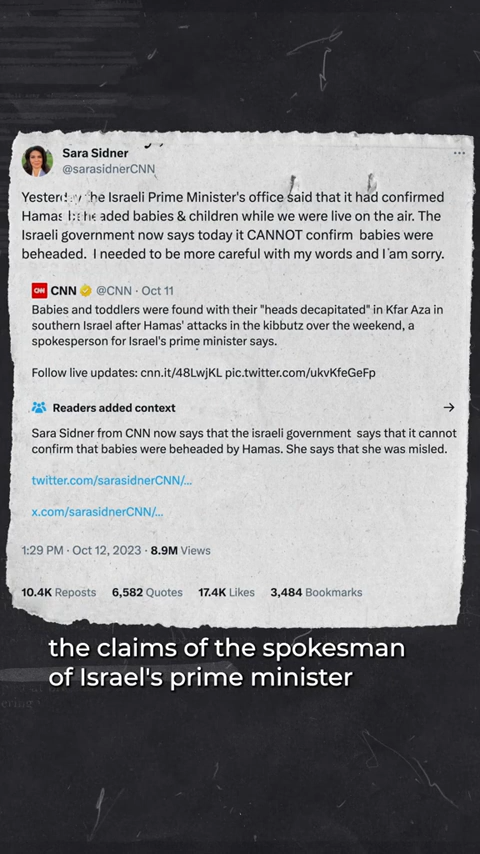 Sara Sidner
@sarasidnerCNN
Yesterday the Israeli Prime Minister's office said that it had confirmed
Hamas beheaded babies & children while we were live on the air. The
Israeli government now says today it CANNOT confirm babies were
beheaded. I needed to be more careful with my words and I am sorry.
CNN @CNN · Oct 11
Babies and toddlers were found with their "heads decapitated" in Kfar Aza in
southern Israel after Hamas' attacks in the kibbutz over the weekend, a
spokesperson for Israel's prime minister says.
Follow live updates: cnn.it/48LwjKL pic.twitter.com/ukvKfeGeFp
Readers added context
Sara Sidner from CNN now says that the israeli government says that it cannot
confirm that babies were beheaded by Hamas. She says that she was misled.
twitter.com/sarasidnerCNN/...
x.com/sarasidnerCNN/...
1:29 PM · Oct 12, 2023 · 8.9M Views
10.4K Reposts 6,582 Quotes 17.4K Likes 3,484 Bookmarks
the claims of the spokesman
of Israel's prime minister